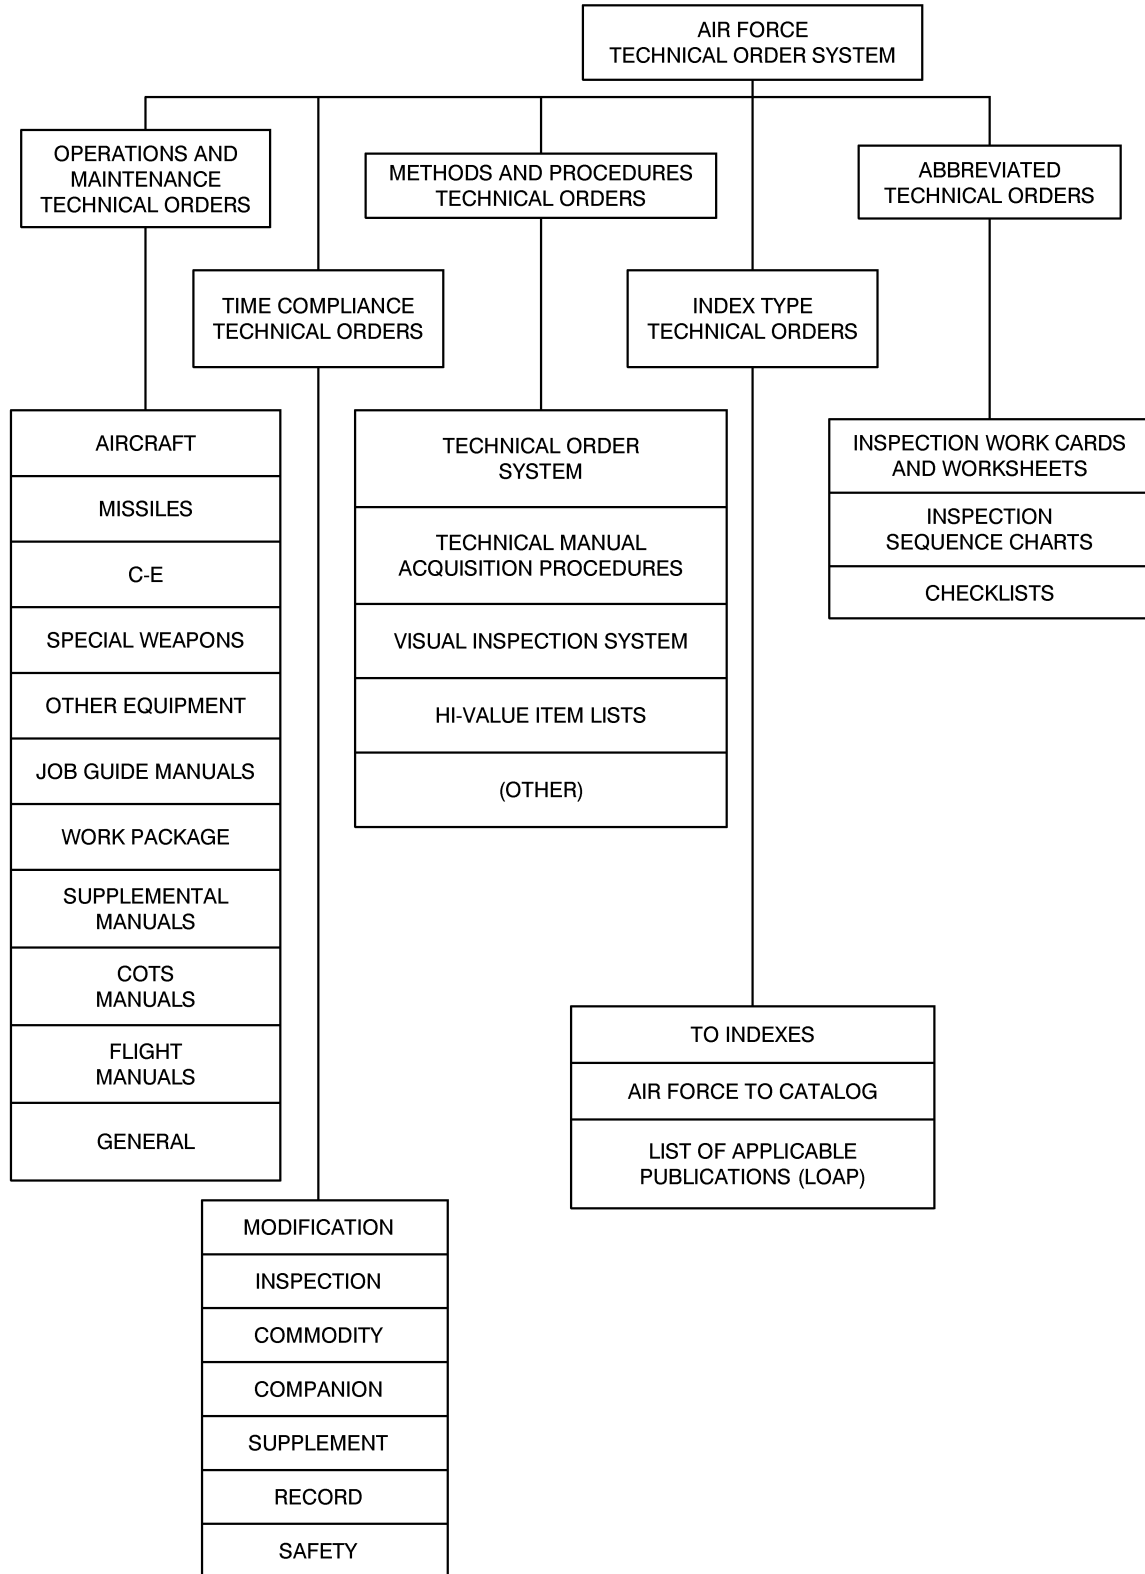 AIR FORCE
TECHNICAL ORDER SYSTEM
OPERATIONS AND
MAINTENANCE
TECHNICAL ORDERS
METHODS AND PROCEDURES
TECHNICAL ORDERS
ABBREVIATED
TECHNICAL ORDERS
TIME COMPLIANCE
TECHNICAL ORDERS
INDEX TYPE
TECHNICAL ORDERS
AIRCRAFT
MISSILES
C-E
SPECIAL WEAPONS
OTHER EQUIPMENT
JOB GUIDE MANUALS
WORK PACKAGE
SUPPLEMENTAL
MANUALS
COTS
MANUALS
FLIGHT
MANUALS
GENERAL
TECHNICAL ORDER
SYSTEM
TECHNICAL MANUAL
ACQUISITION PROCEDURES
VISUAL INSPECTION SYSTEM
HI-VALUE ITEM LISTS
(OTHER)
INSPECTION WORK CARDS
AND WORKSHEETS
INSPECTION
SEQUENCE CHARTS
CHECKLISTS
TO INDEXES
AIR FORCE TO CATALOG
LIST OF APPLICABLE
PUBLICATIONS (LOAP)
MODIFICATION
INSPECTION
COMMODITY
COMPANION
SUPPLEMENT
RECORD
SAFETY